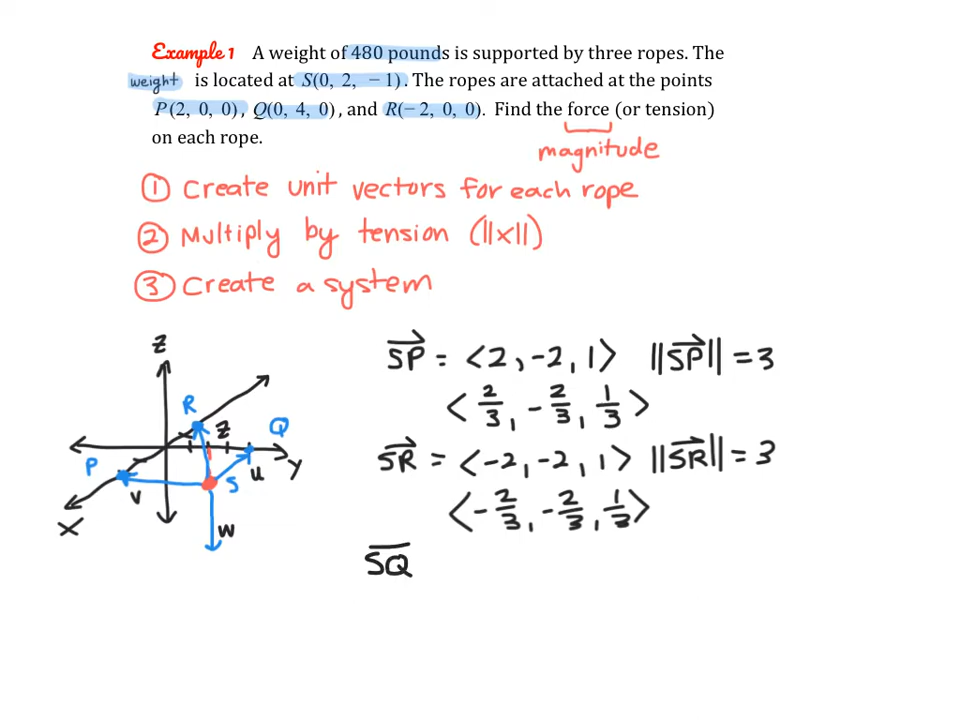 Example 1 A weight of 480 pounds is supported by three ropes. The
weight is located at S(0, 2, −1). The ropes are attached at the points
P(2, 0, 0), Q(0, 4, 0), and R(−2, 0, 0). Find the force (or tension)
on each rope.
magnitude
① Create unit vectors for each rope
② Multiply by tension (||x||)
③ Create a system
Z
R
Z
Q
P
S
u
Y
V
X
W
SP⃗ = <2, -2, 1> ||SP⃗|| = 3
<2/3, -2/3, 1/3>
SR⃗ = <-2, -2, 1> ||SR⃗|| = 3
<-2/3, -2/3, 1/3>
S̅Q̅